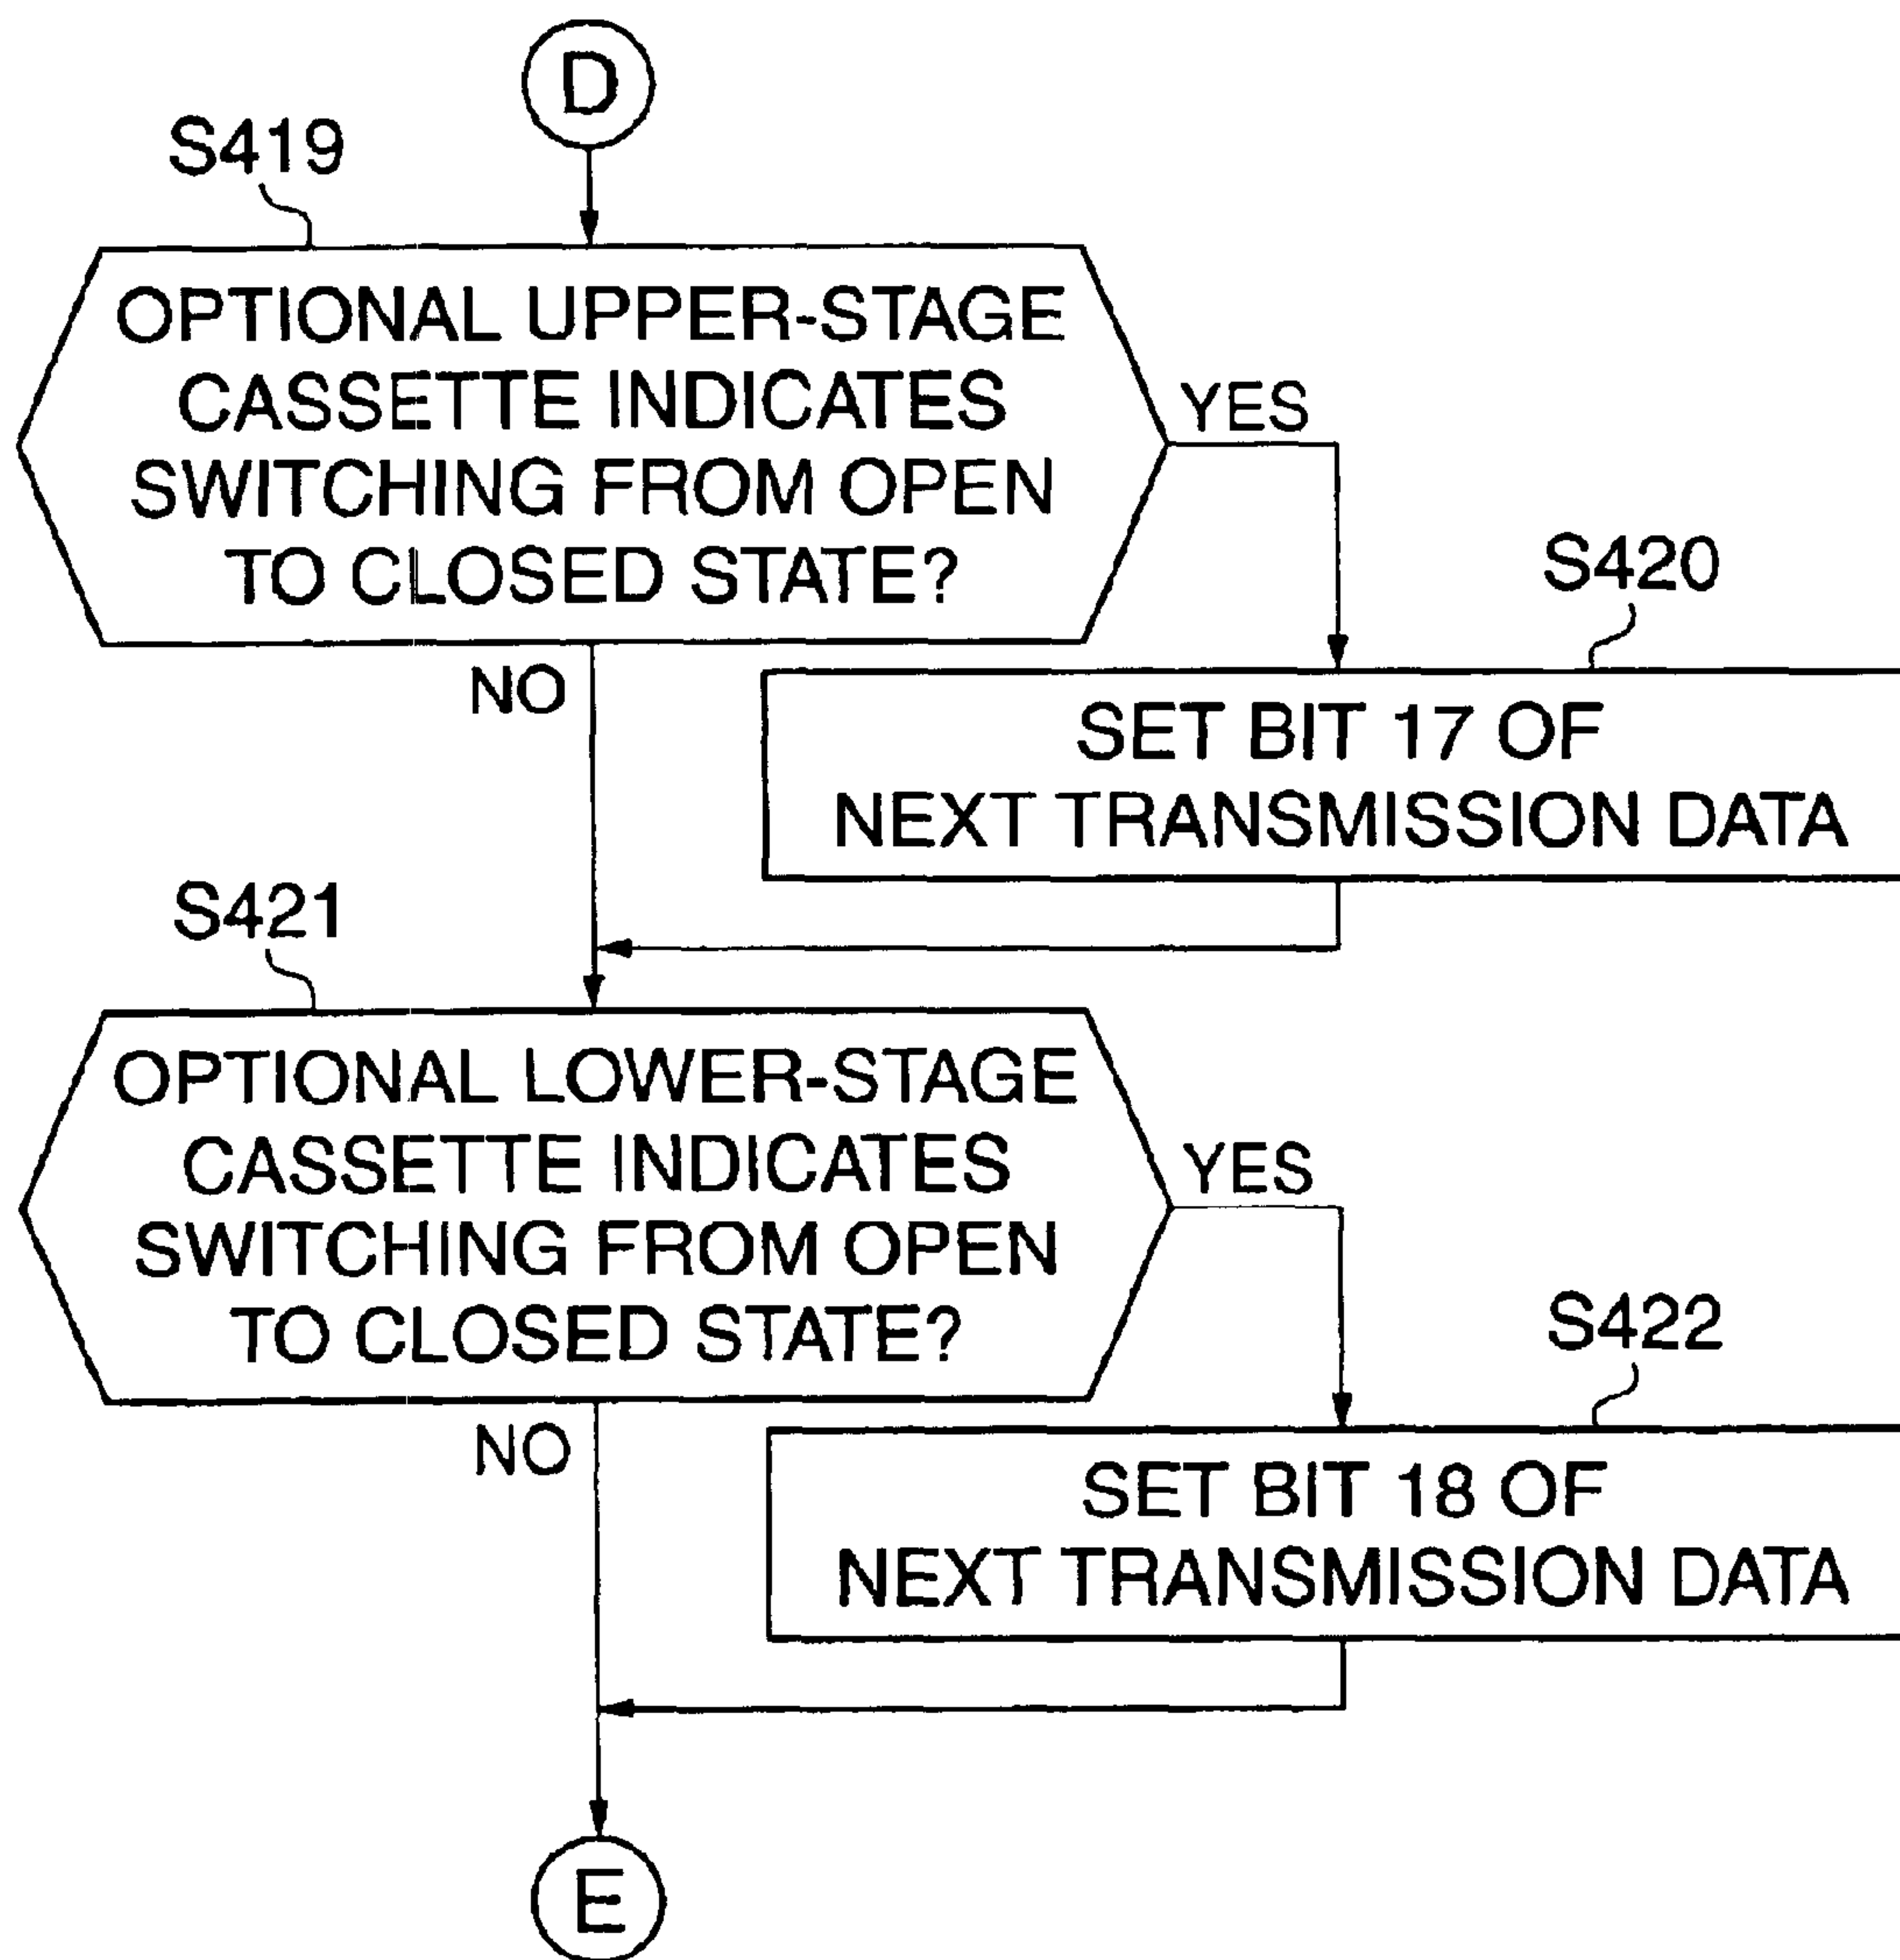 D
S419
OPTIONAL UPPER-STAGE
CASSETTE INDICATES
SWITCHING FROM OPEN
TO CLOSED STATE?
YES
NO
S420
SET BIT 17 OF
NEXT TRANSMISSION DATA
S421
OPTIONAL LOWER-STAGE
CASSETTE INDICATES
SWITCHING FROM OPEN
TO CLOSED STATE?
YES
NO
S422
SET BIT 18 OF
NEXT TRANSMISSION DATA
E